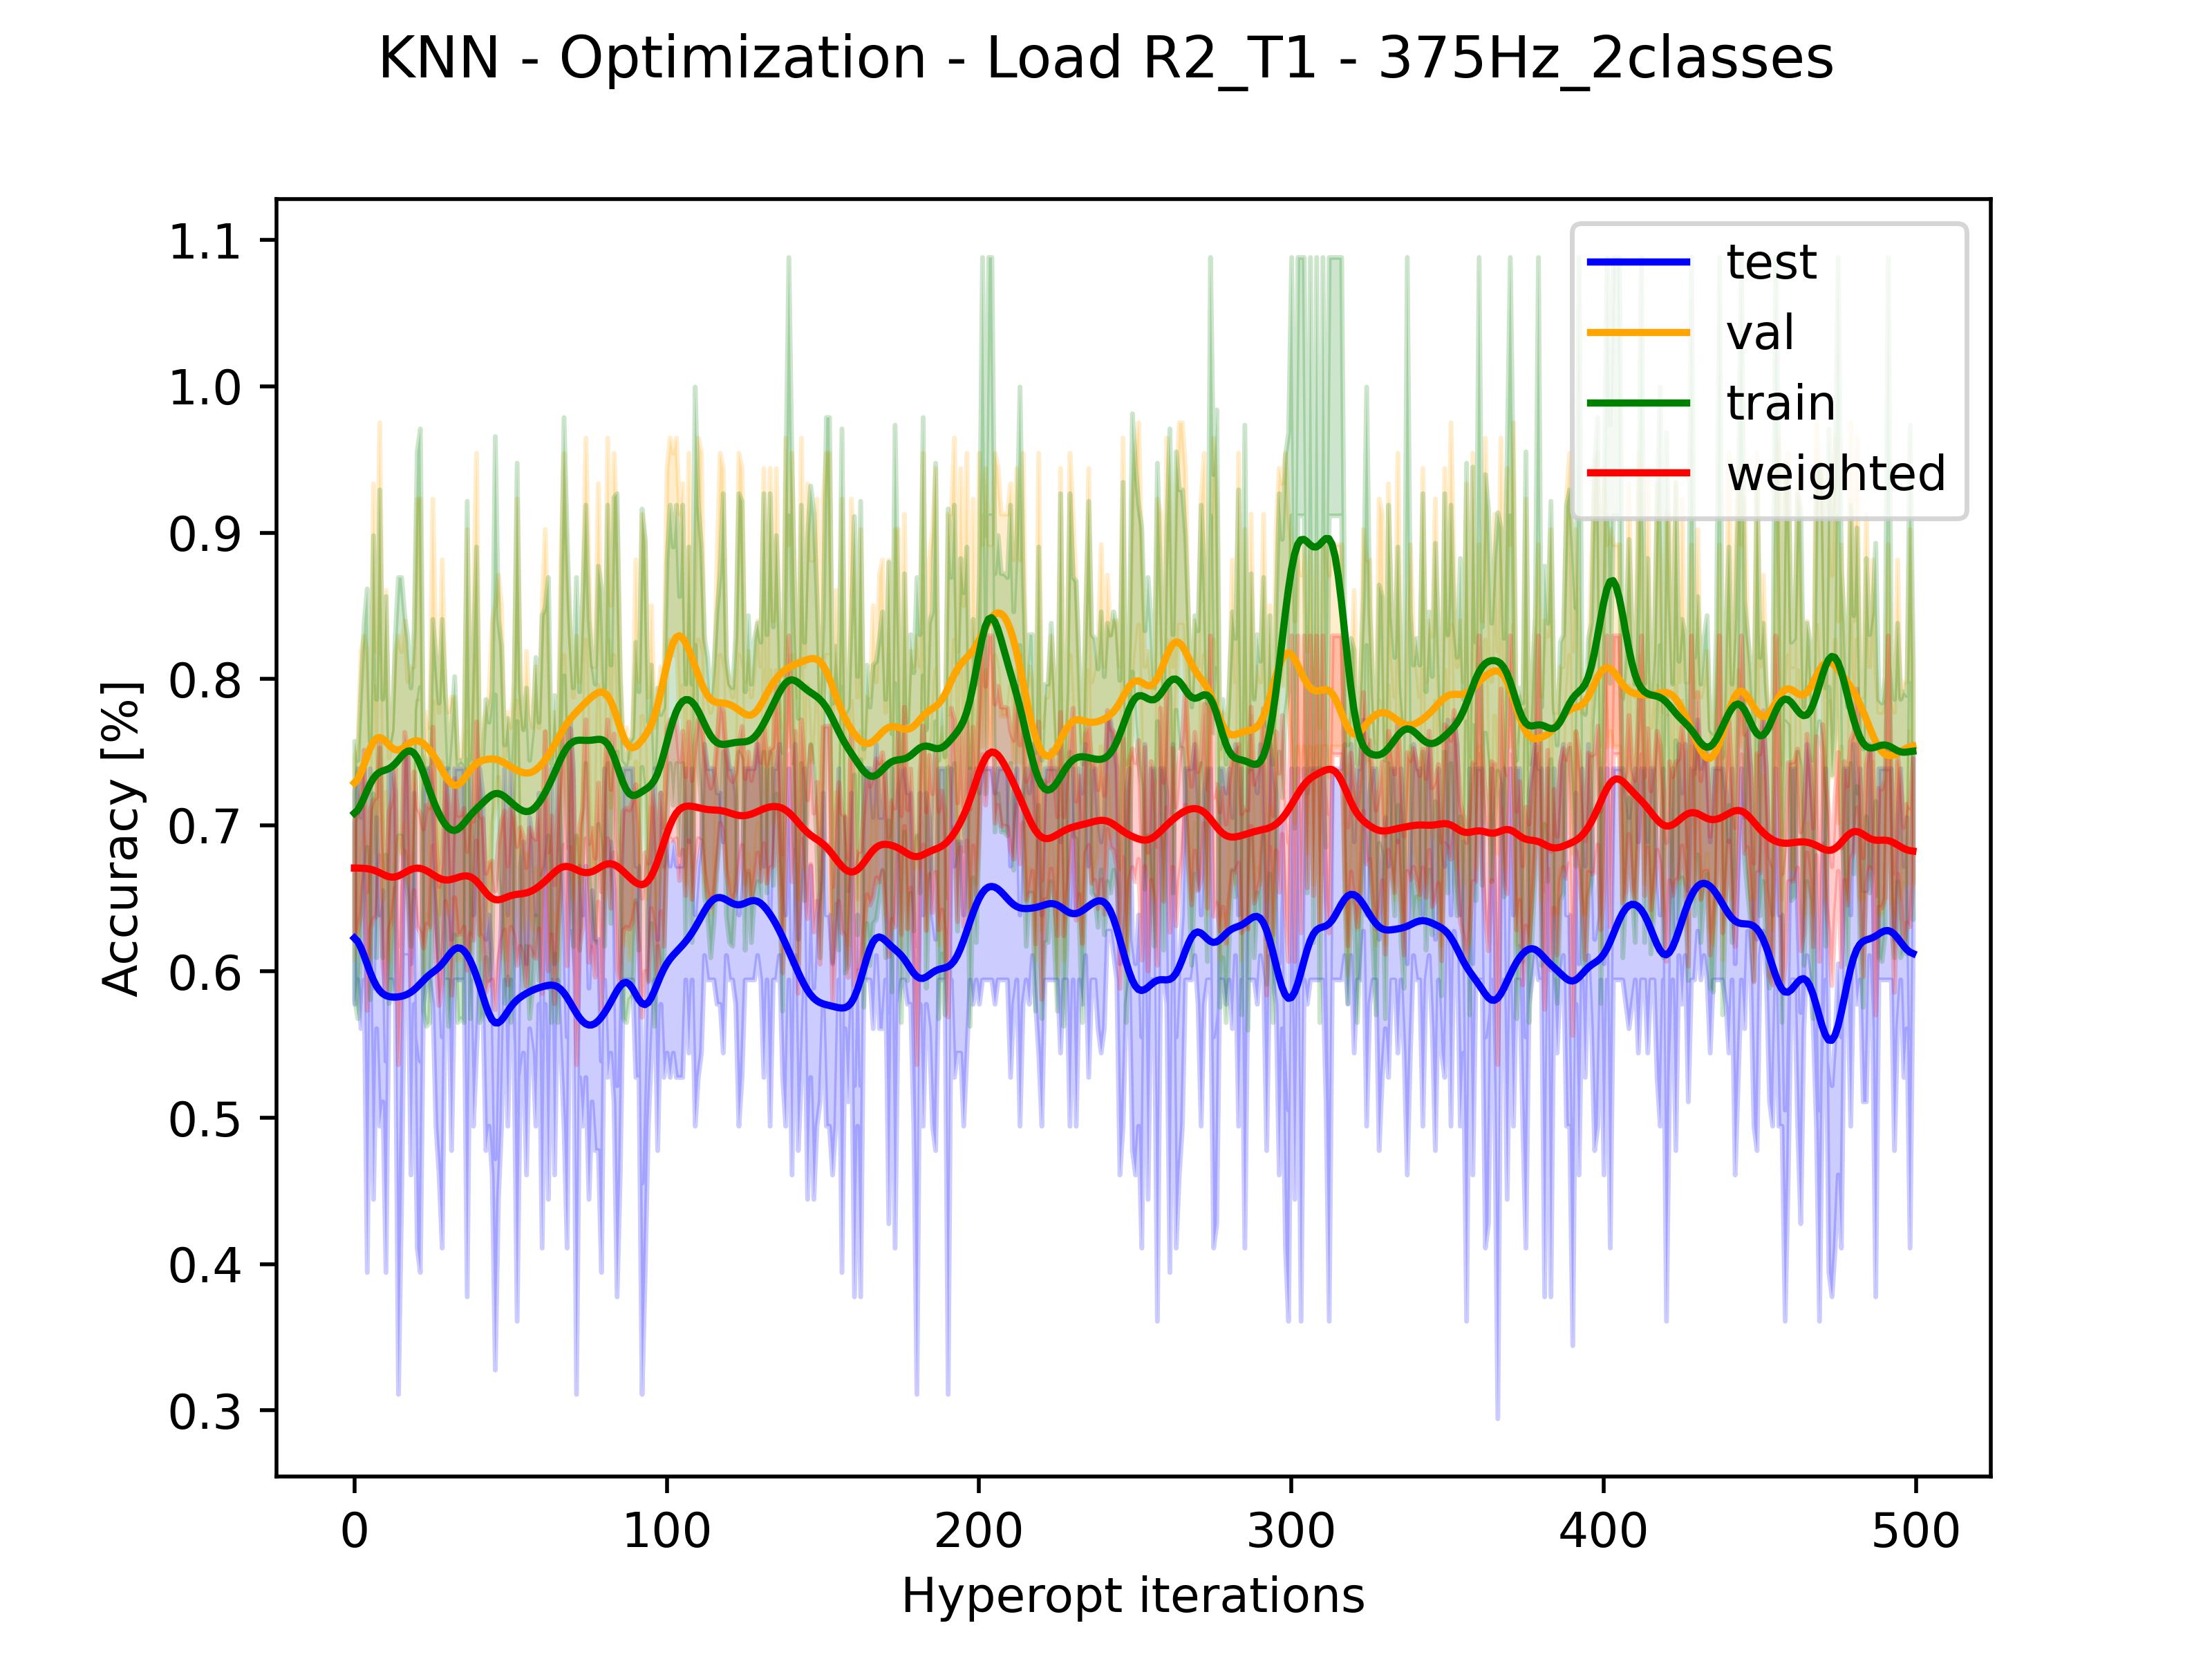 KNN - Optimization - Load R2_T1 - 375Hz_2classes
1.1
1.0
0.9
0.8
0.7
0.6
0.5
0.4
0.3
Accuracy [%]
test
val
train
weighted
0 100 200 300 400 500
Hyperopt iterations